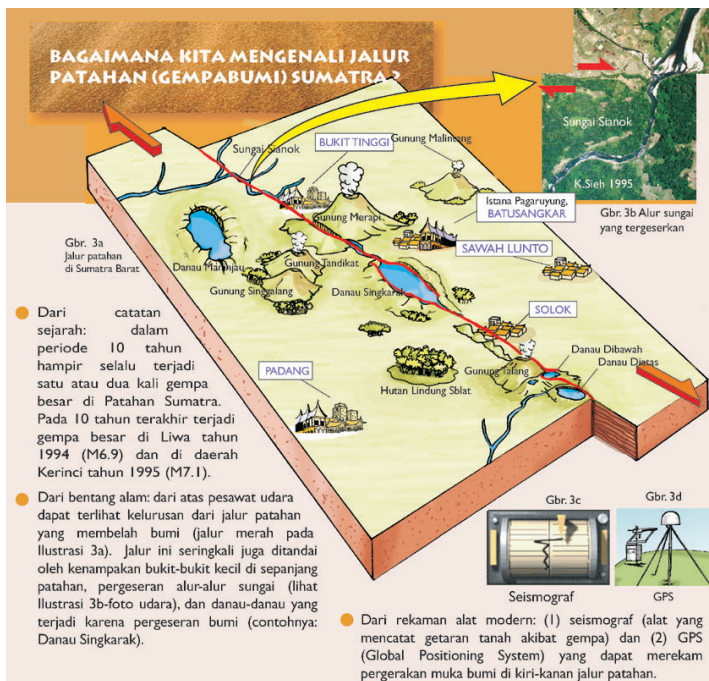 BAGAIMANA KITA MENGENALI JALUR
PATAHAN (GEMPABUMI) SUMATRA ?
Sungai Sianok
K.Sieh 1995
Gbr. 3b Alur sungai
yang tergeserkan
Sungai Sianok
BUKIT TINGGI
Gunung Malintang
Gunung Merapi
Istana Pagaruyung,
BATUSANGKAR
SAWAH LUNTO
Gbr. 3a
Jalur patahan
di Sumatra Barat
Danau Maninjau
Gunung Tandikat
Gunung Singgalang
Danau Singkarak
SOLOK
PADANG
Hutan Lindung Sblat
Gunung Talang
Danau Dibawah
Danau Diatas
Dari catatan
sejarah: dalam
periode 10 tahun
hampir selalu terjadi
satu atau dua kali gempa
besar di Patahan Sumatra.
Pada 10 tahun terakhir terjadi
gempa besar di Liwa tahun
1994 (M6.9) dan di daerah
Kerinci tahun 1995 (M7.1).
Dari bentang alam: dari atas pesawat udara
dapat terlihat kelurusan dari jalur patahan
yang membelah bumi (jalur merah pada
Ilustrasi 3a). Jalur ini seringkali juga ditandai
oleh kenampakan bukit-bukit kecil di sepanjang
patahan, pergeseran alur-alur sungai (lihat
Ilustrasi 3b-foto udara), dan danau-danau yang
terjadi karena pergeseran bumi (contohnya:
Danau Singkarak).
Gbr. 3c
Seismograf
Gbr. 3d
GPS
Dari rekaman alat modern: (1) seismograf (alat yang
mencatat getaran tanah akibat gempa) dan (2) GPS
(Global Positioning System) yang dapat merekam
pergerakan muka bumi di kiri-kanan jalur patahan.